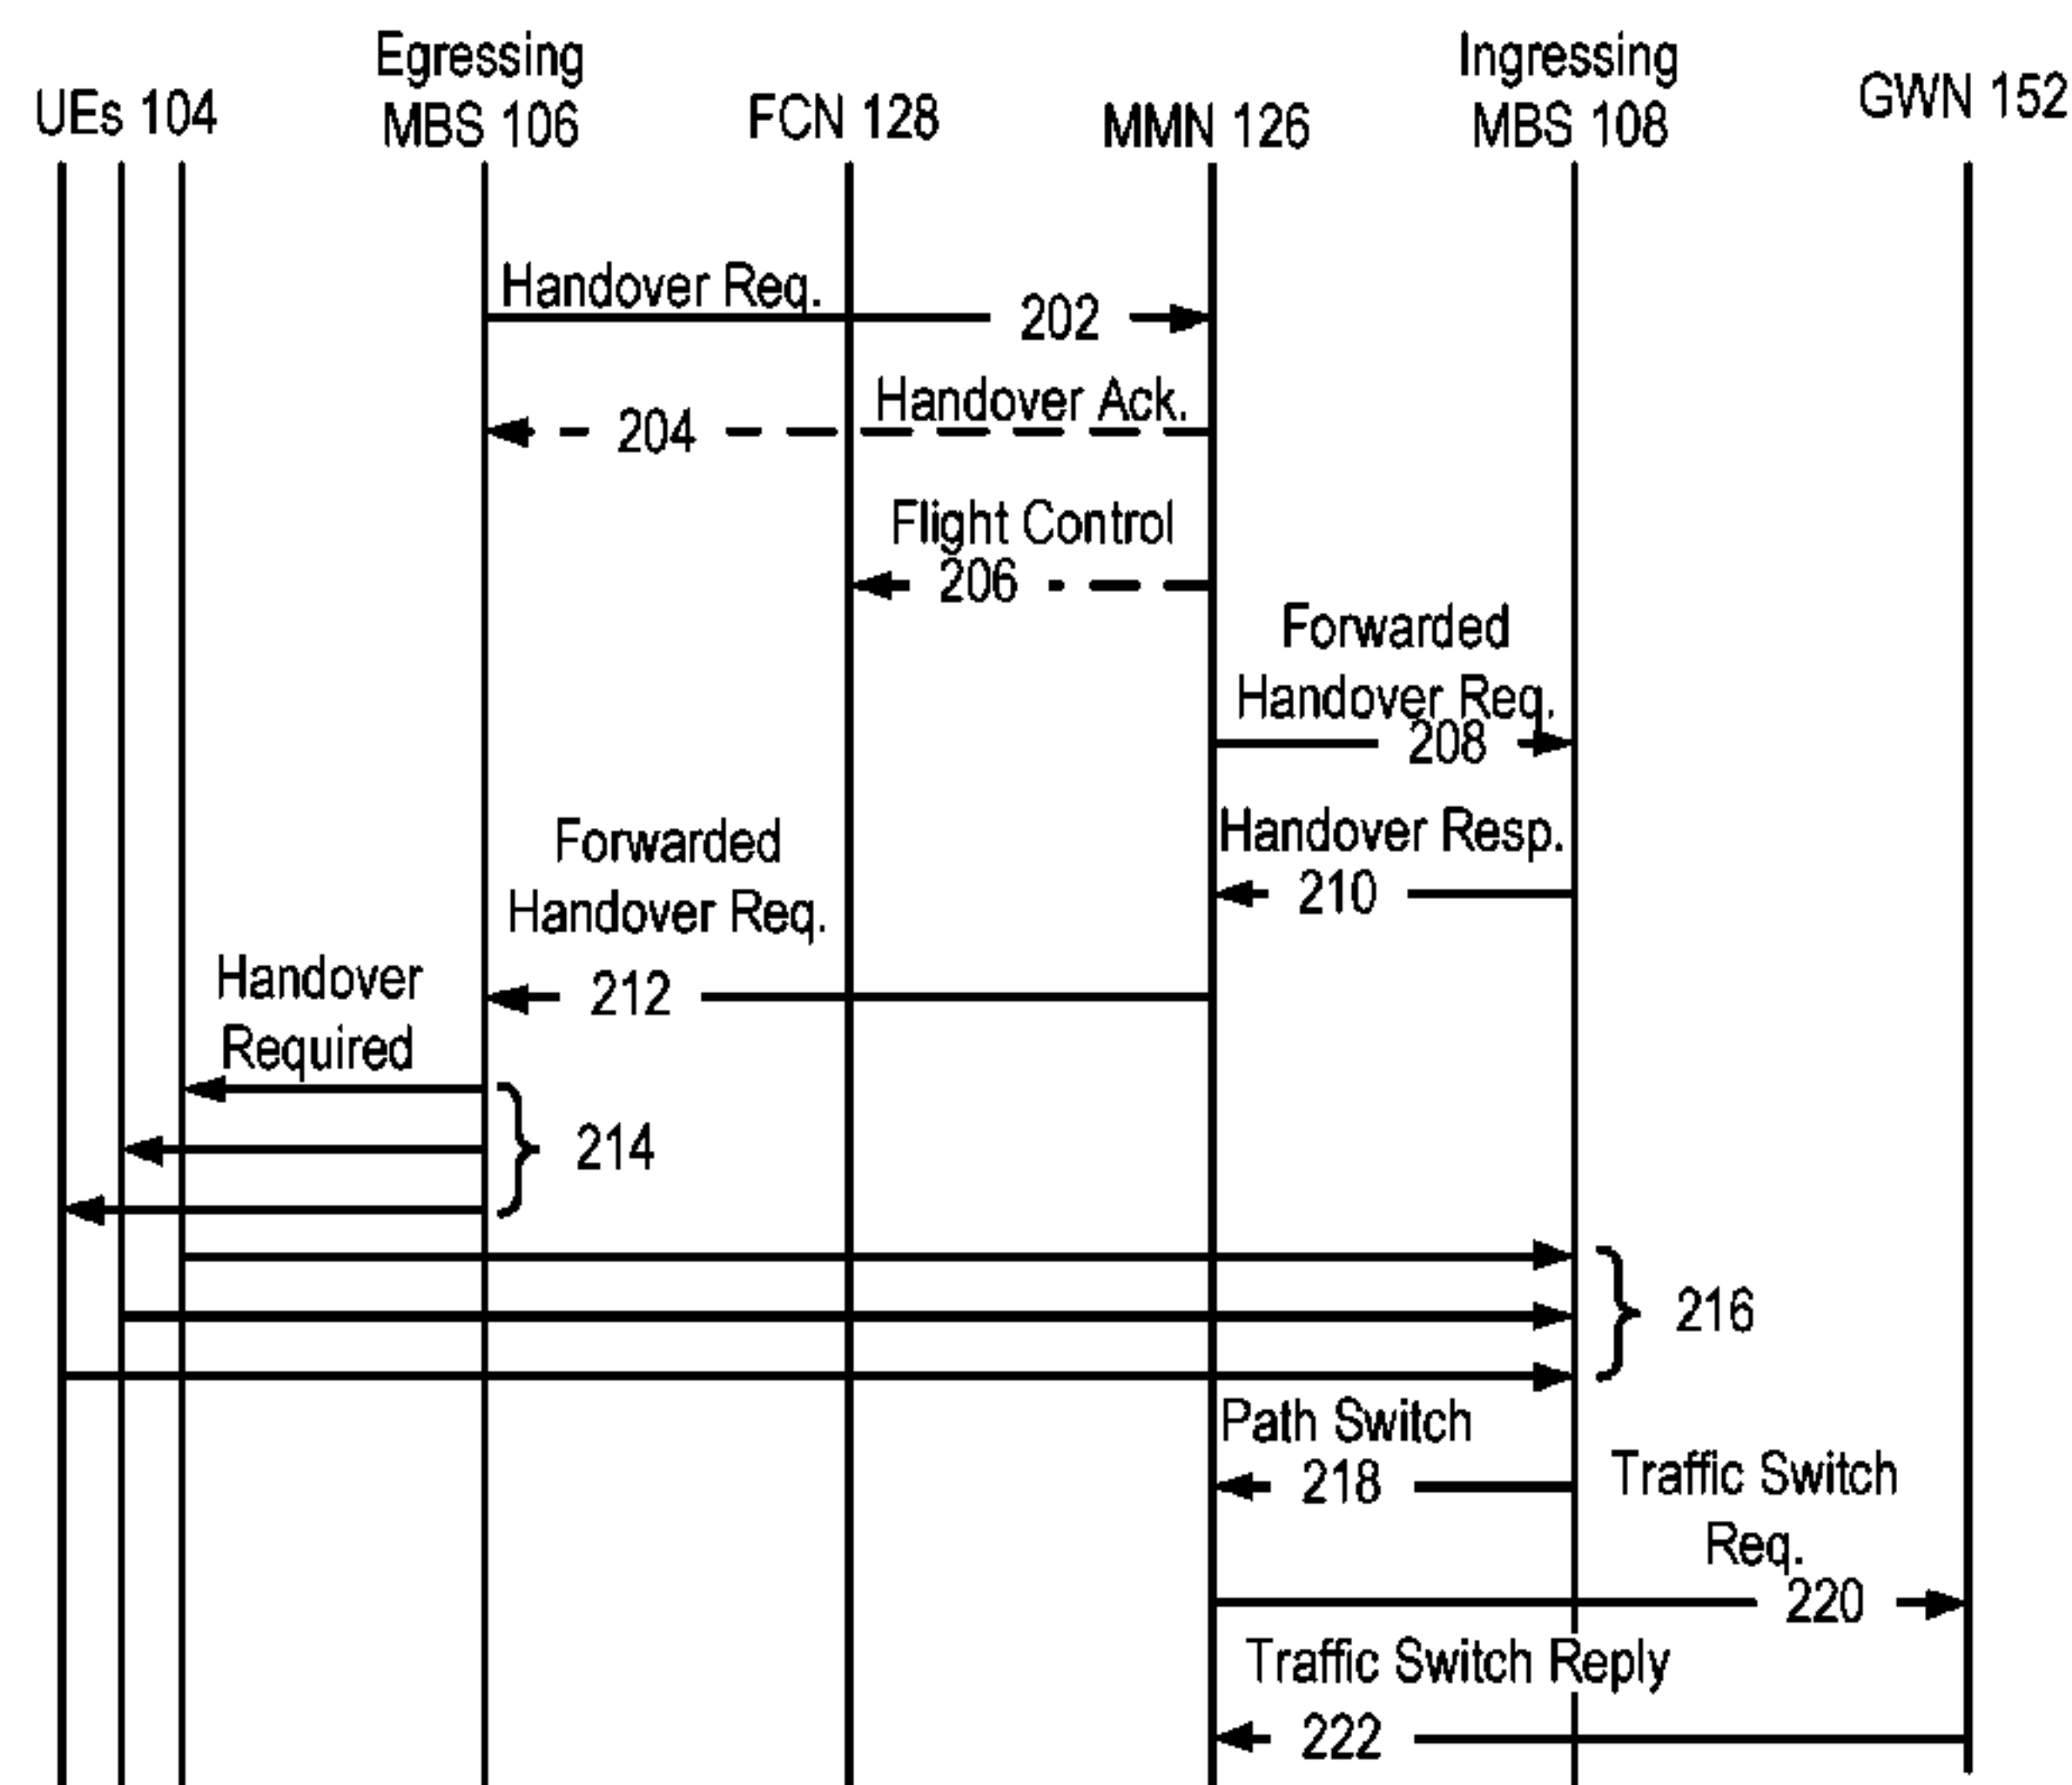 UEs 104
Egressing
MBS 106
FCN 128
MMN 126
Ingressing
MBS 108
GWN 152
Handover Req.
202
Handover Ack.
204
Flight Control
206
Forwarded
Handover Req.
208
Handover Resp.
210
Forwarded
Handover Req.
212
Handover
Required
214
216
Path Switch
218
Traffic Switch
Req.
220
Traffic Switch Reply
222